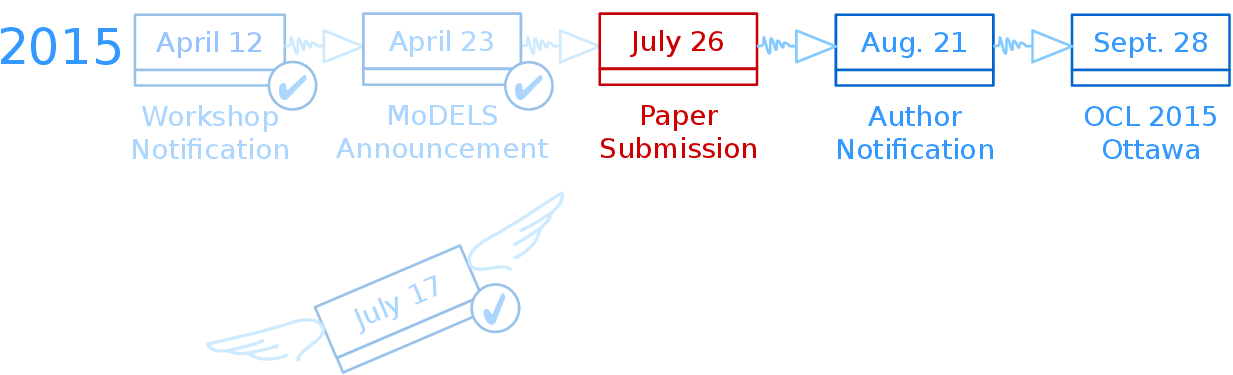 2015
April 12
April 23
July 26
Aug. 21
Sept. 28
Workshop
Notification
MoDELS
Announcement
Paper
Submission
Author
Notification
OCL 2015
Ottawa
July 17